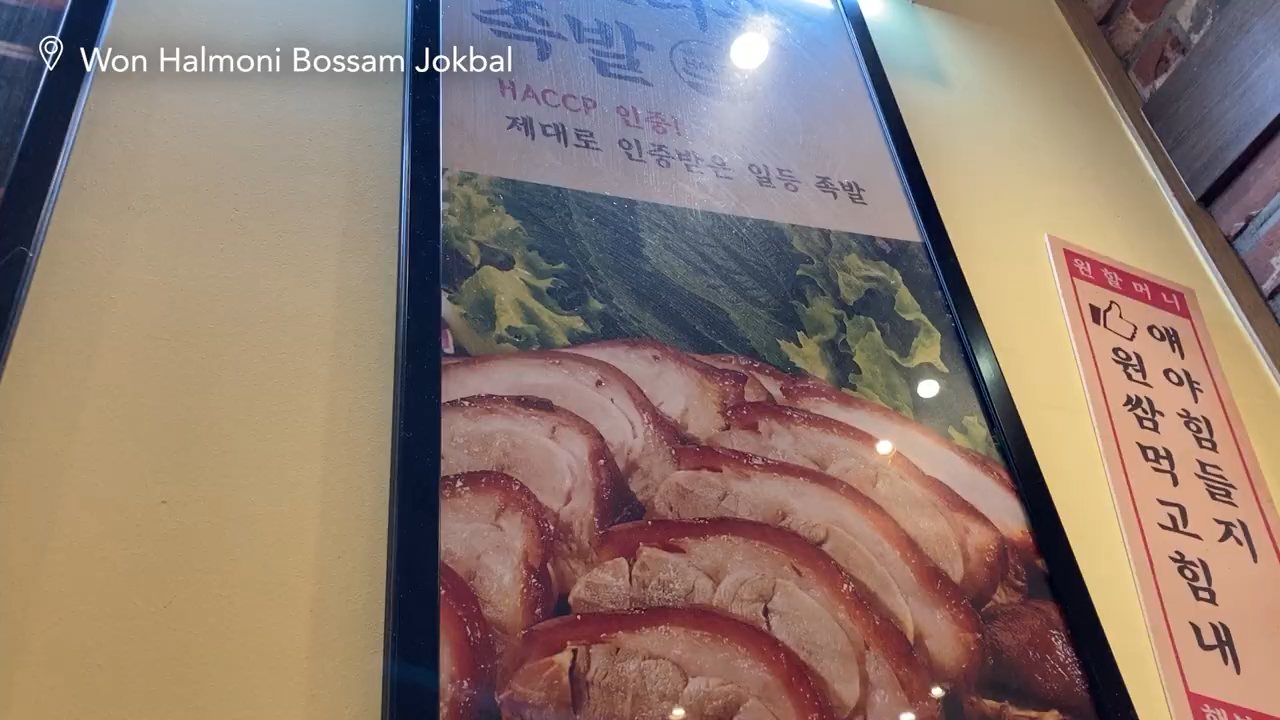 Won Halmoni Bossam Jokbal
족발
HACCP 인증!
제대로 인증받은 일등 족발
원할머니
얘야 힘들지
원쌈 먹고 힘내